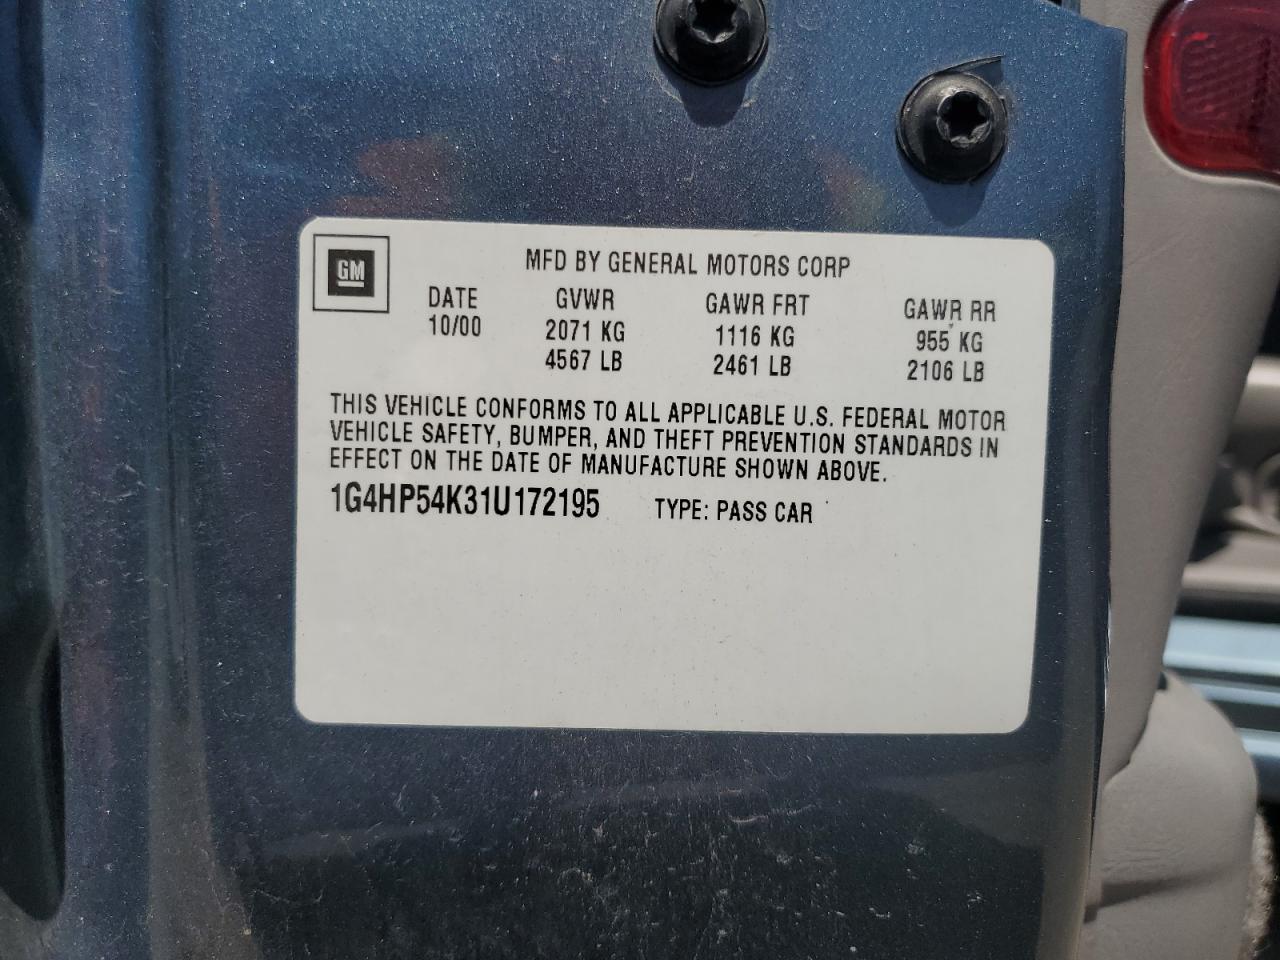 GM
MFD BY GENERAL MOTORS CORP
DATE GVWR GAWR FRT GAWR RR
10/00 2071 KG 1116 KG 955 KG
4567 LB 2461 LB 2106 LB
THIS VEHICLE CONFORMS TO ALL APPLICABLE U.S. FEDERAL MOTOR
VEHICLE SAFETY, BUMPER, AND THEFT PREVENTION STANDARDS IN
EFFECT ON THE DATE OF MANUFACTURE SHOWN ABOVE.
1G4HP54K31U172195 TYPE: PASS CAR